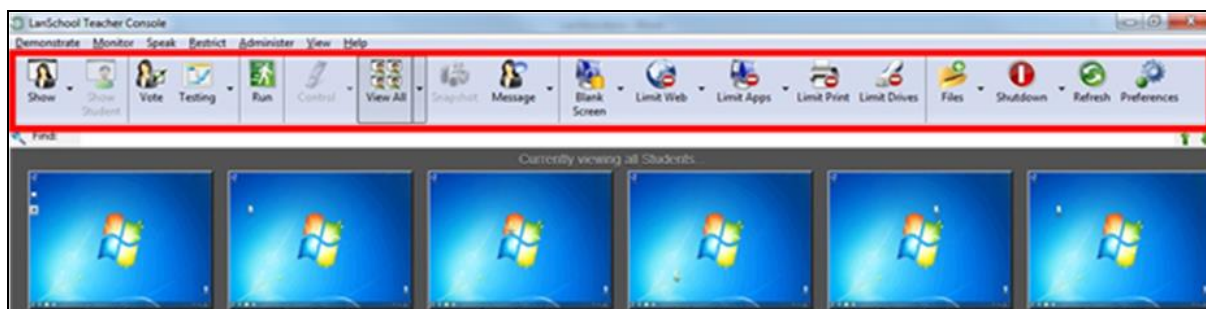 LanSchool Teacher Console
Demonstrate Monitor Speak Restrict Administer View Help
Show Show Student Vote Testing Run Control View All Snapshot Message Blank Screen Limit Web Limit Apps Limit Print Limit Drives Files Shutdown Refresh Preferences
Find:
Currently viewing all Students...